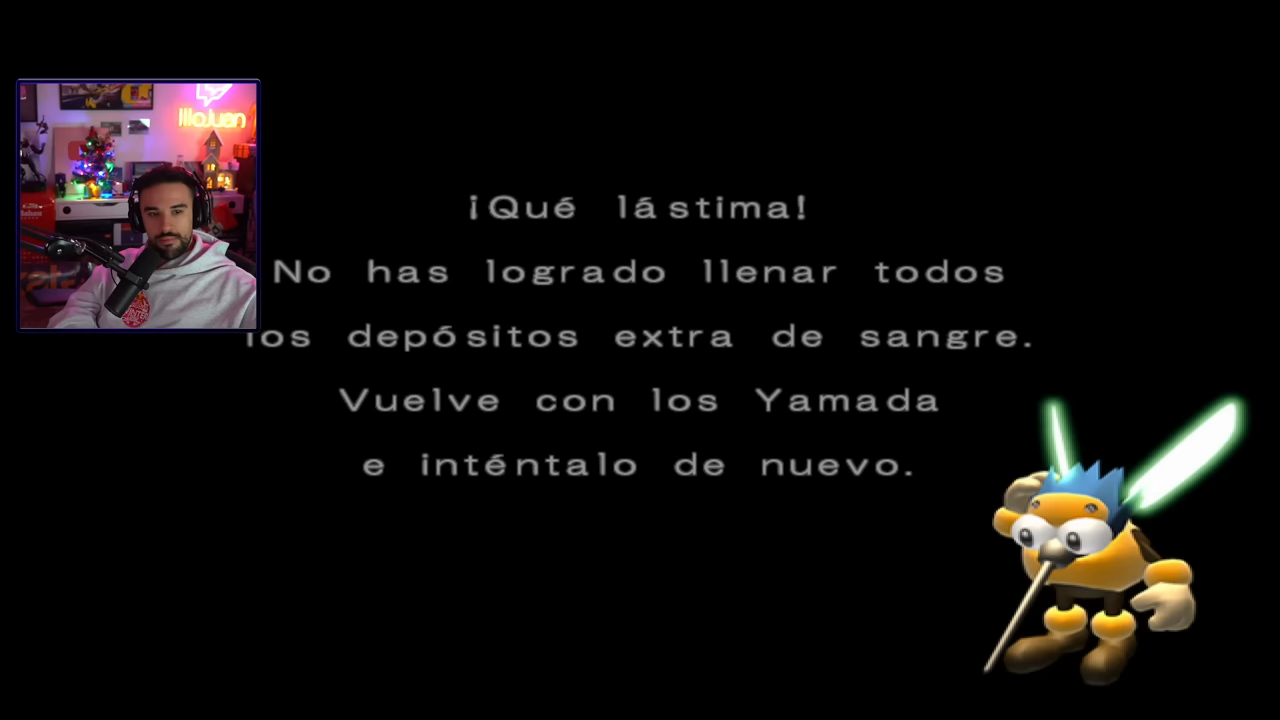 IlloJuan
¡Qué lástima!
No has logrado llenar todos
los depósitos extra de sangre.
Vuelve con los Yamada
e inténtalo de nuevo.